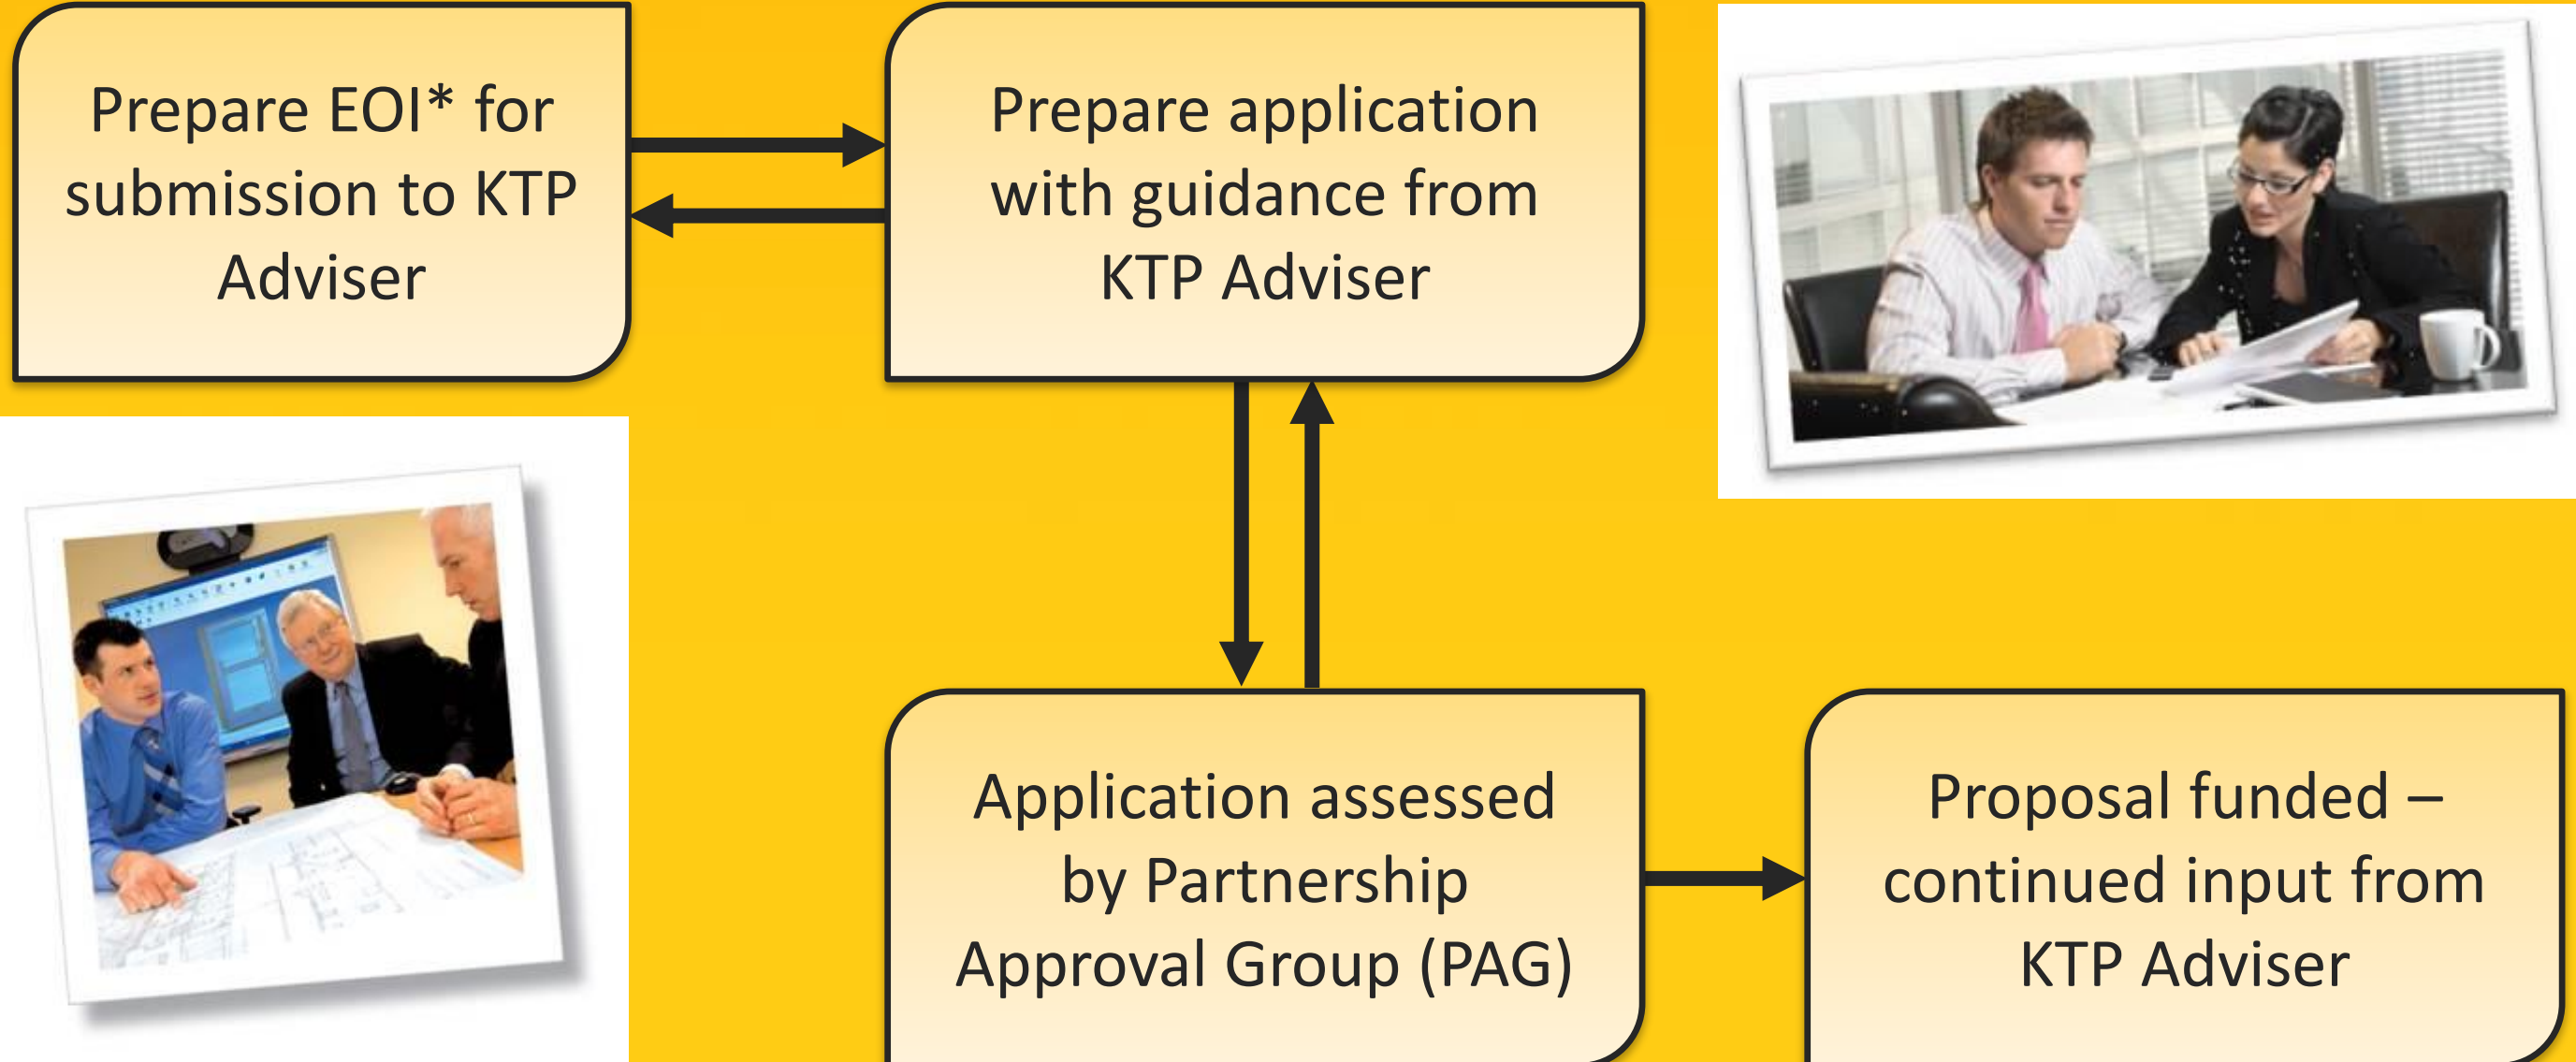 Prepare EOI* for
submission to KTP
Adviser
Prepare application
with guidance from
KTP Adviser
Application assessed
by Partnership
Approval Group (PAG)
Proposal funded –
continued input from
KTP Adviser